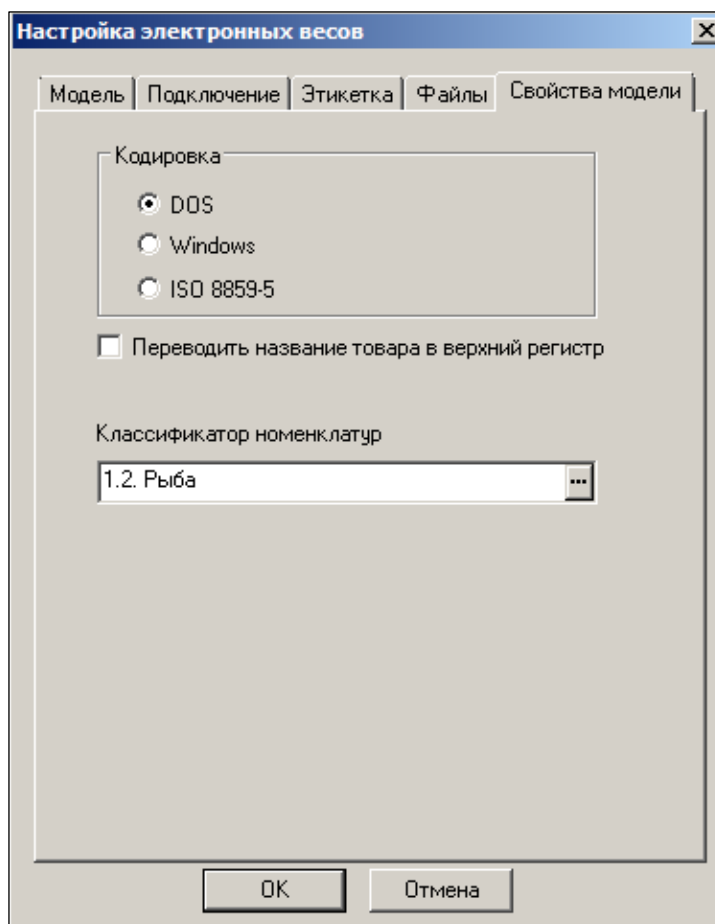 Настройка электронных весов
Модель Подключение Этикетка Файлы Свойства модели
Кодировка
DOS
Windows
ISO 8859-5
Переводить название товара в верхний регистр
Классификатор номенклатур
1.2. Рыба
...
OK Отмена